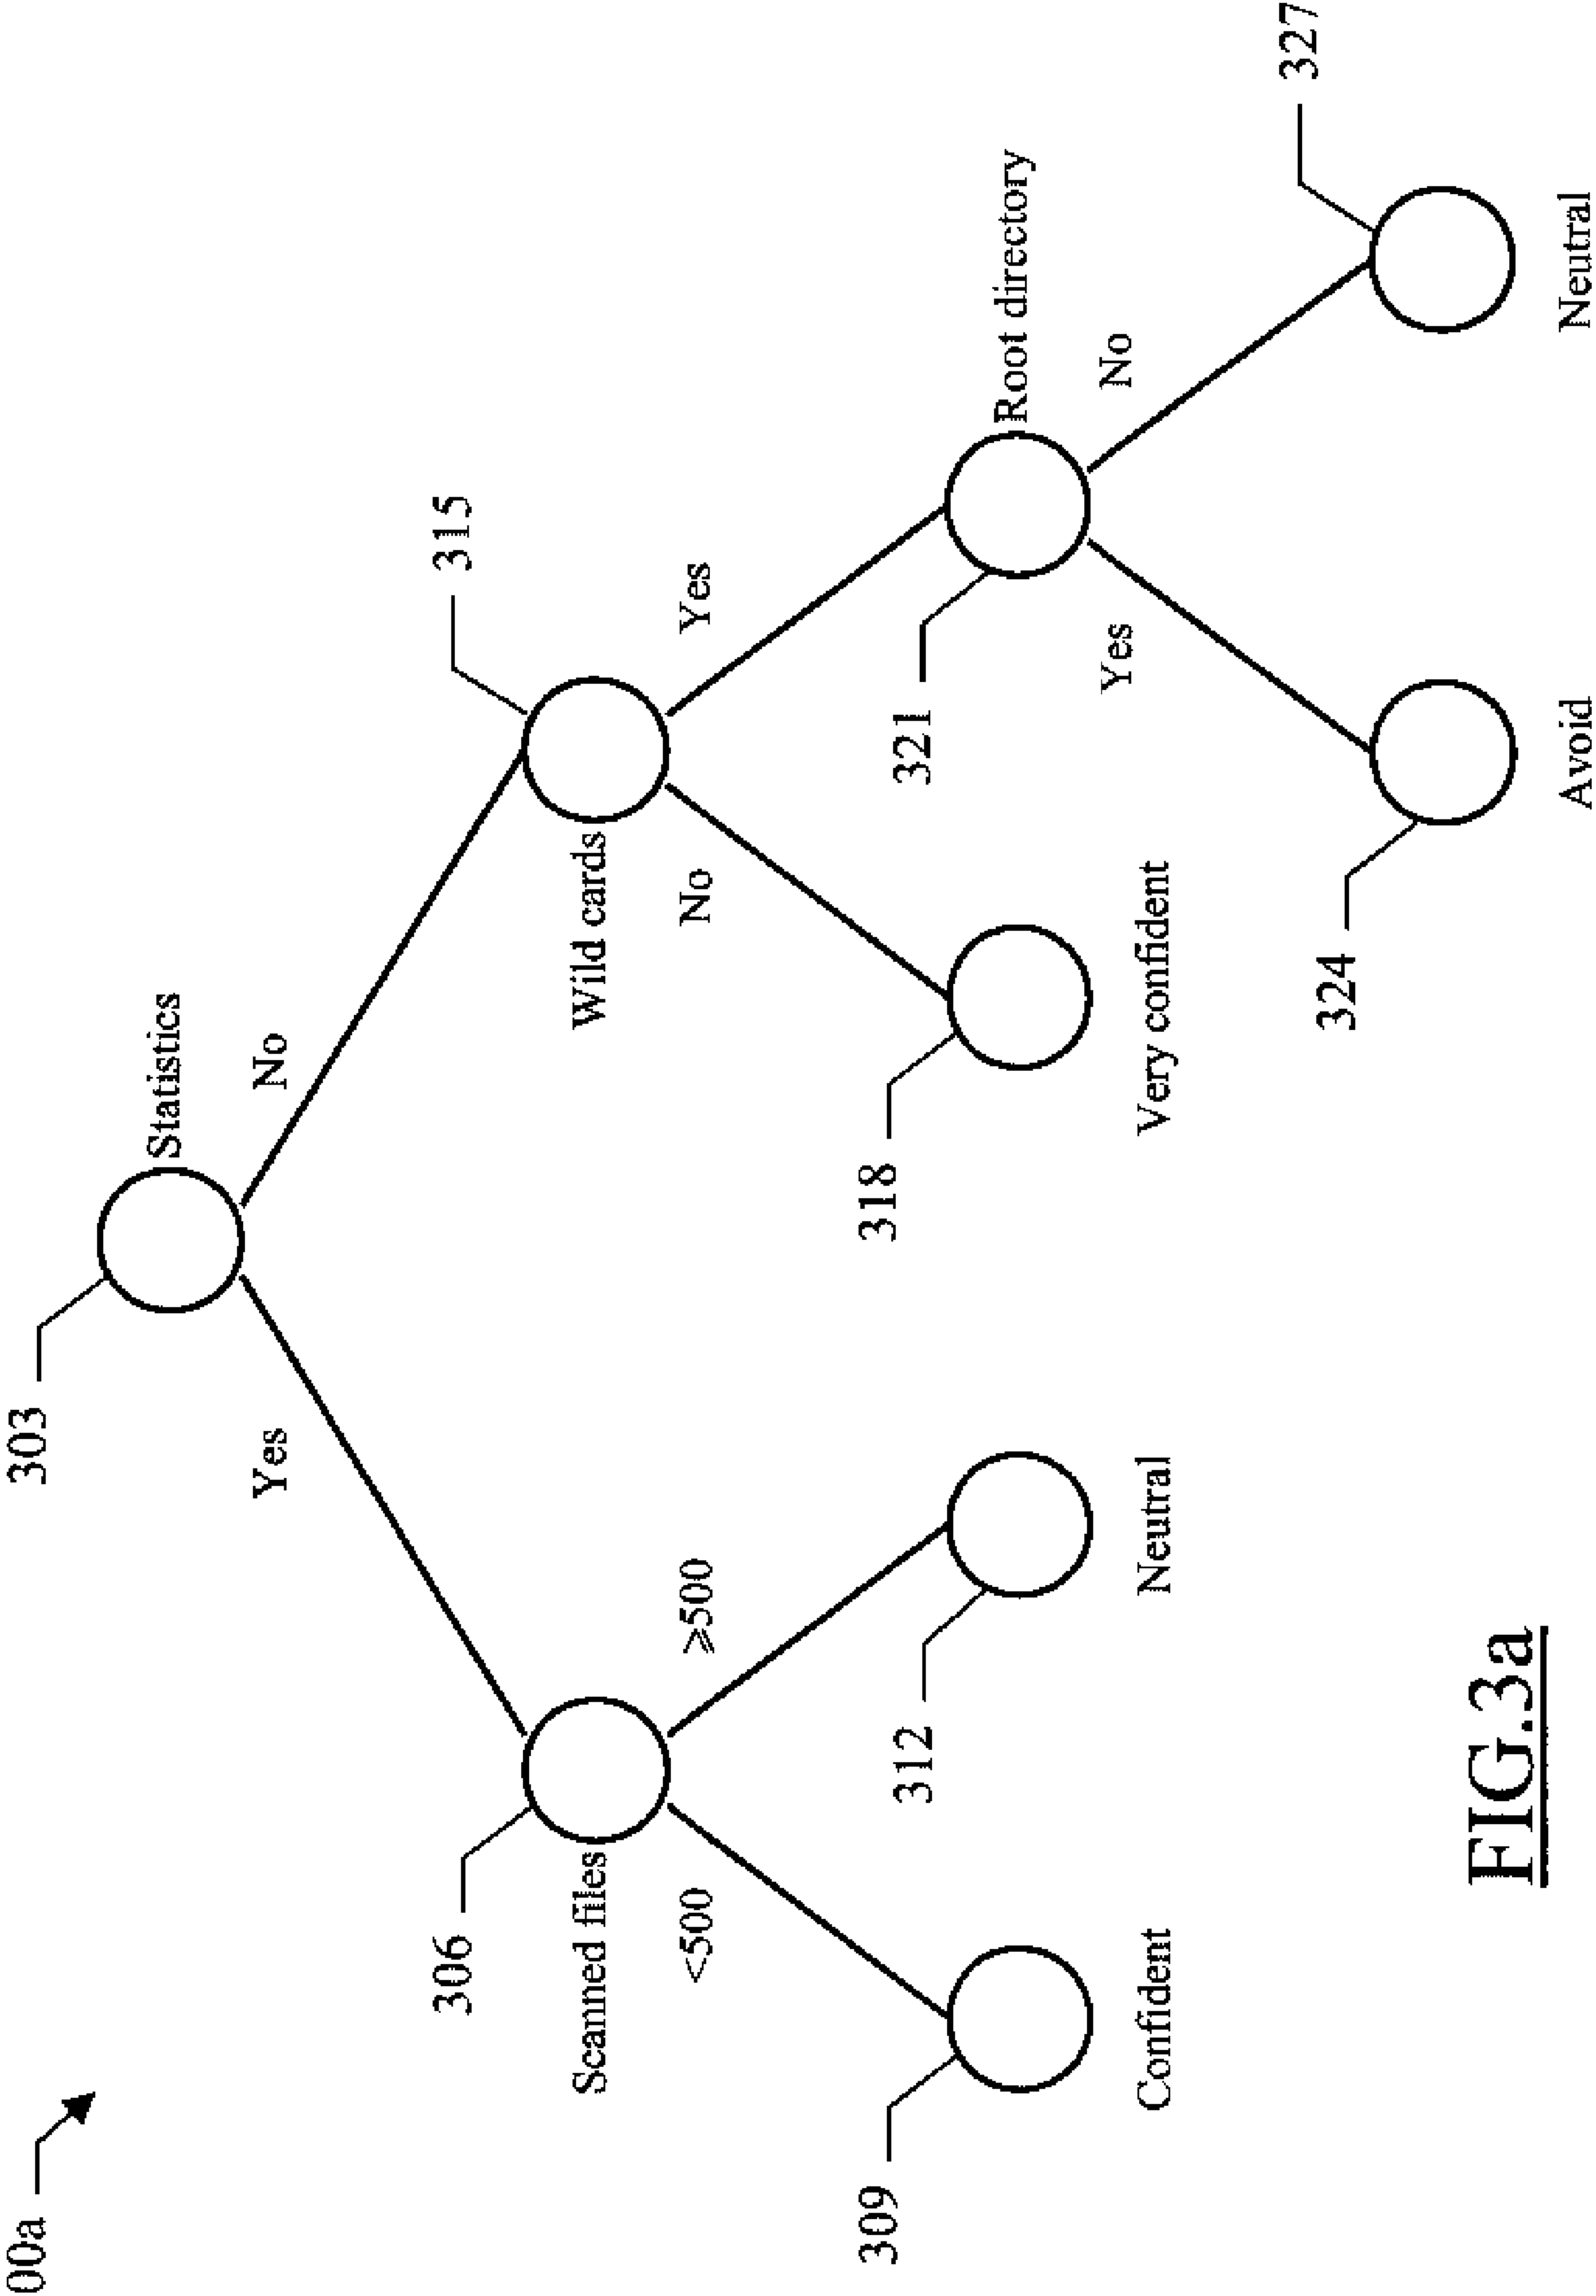 00a
303
Statistics
Yes
No
306
315
Scanned files
Wild cards
<500
≥500
No
Yes
309
312
318
321
Root directory
Confident
Neutral
Very confident
Yes
No
324
327
Avoid
Neutral
FIG.3a